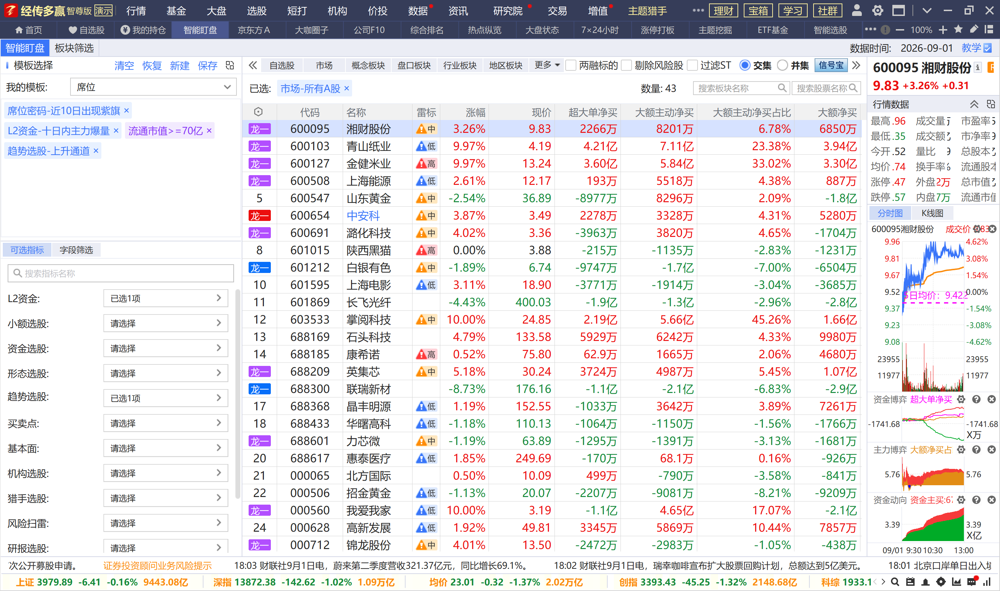 经传多赢 智尊版 演示 行情 基金 大盘 选股 短打 机构 价投 数据 资讯 研究院 交易 增值 主题猎手 理财 宝箱 学习 社群
首页 自选股 我的持仓 智能盯盘 京东方A 大咖圈子 公司F10 综合排名 热点纵览 大盘状态 7×24小时 涨停打板 主题挖掘 ETF基金 智能选股 100%
智能盯盘 板块筛选 数据时间: 2026-09-01 教学
模板选择 清空 恢复 新建 保存
我的模板: 席位
席位密码-近10日出现紫旗 ×
L2资金-十日内主力爆量 × 流通市值>=70亿 ×
趋势选股-上升通道 ×
可选指标 字段筛选
搜索指标名称
L2资金: 已选1项
小额选股: 请选择
资金选股: 请选择
形态选股: 请选择
趋势选股: 已选1项
买卖点: 请选择
基本面: 请选择
机构选股: 请选择
猎手选股: 请选择
风险扫雷: 请选择
研报选股: 请选择
自选股 市场 概念板块 盘口板块 行业板块 地区板块 更多 两融标的 剔除风险股 过滤ST 交集 并集 信号宝
已选: 市场-所有A股 × 数量: 43 搜索板块名称 搜索股票名称
代码 名称 雷标 涨幅 现价 超大单净买 大额主动净买 大额主动净买占比 大额净买
龙一 600095 湘财股份 中 3.26% 9.83 2266万 8201万 6.78% 6850万
龙一 600103 青山纸业 低 9.97% 4.19 4.21亿 7.11亿 23.38% 3.94亿
龙一 600127 金健米业 高 9.97% 13.24 3.60亿 5.84亿 33.02% 3.30亿
龙一 600508 上海能源 低 2.61% 12.17 193万 5518万 4.38% 887万
5 600547 山东黄金 中 -2.54% 36.89 -8977万 8296万 2.09% -1.8亿
龙一 600654 中安科 中 3.87% 3.49 2278万 3328万 4.31% 5280万
龙一 600691 潞化科技 中 4.02% 3.36 -3963万 3820万 4.65% -1704万
8 601015 陕西黑猫 高 0.00% 3.88 -215万 -1135万 -2.83% -1231万
龙一 601212 白银有色 中 -1.89% 6.74 -9747万 -1.7亿 -7.00% -6504万
10 601595 上海电影 低 3.11% 18.90 -3771万 -1914万 -3.04% -3685万
11 601869 长飞光纤 -4.43% 400.03 -1.9亿 -1.3亿 -2.96% -2.8亿
12 603533 掌阅科技 中 10.00% 24.85 2.19亿 5.66亿 45.26% 1.66亿
13 688169 石头科技 4.79% 133.58 5929万 6242万 4.33% 9980万
14 688185 康希诺 高 0.52% 75.80 62.9万 1665万 2.06% 4680万
龙一 688209 英集芯 中 5.18% 30.24 3724万 4987万 5.45% 1.07亿
龙一 688300 联瑞新材 -8.73% 176.16 -1.1亿 -2.1亿 -6.83% -2.9亿
17 688368 晶丰明源 低 1.19% 152.55 -1033万 3642万 3.89% 7261万
18 688433 华曙高科 低 -1.18% 110.13 -1064万 -1150万 -1.56% -1766万
龙一 688601 力芯微 中 -1.19% 63.89 -1295万 -1391万 -3.13% -1681万
20 688617 惠泰医疗 低 1.85% 249.69 -170万 68.1万 0.16% -926万
21 000065 北方国际 0.50% 10.09 499万 -790万 -3.58% -841万
22 000506 招金黄金 低 -1.13% 20.07 -2207万 -9081万 -8.21% -9209万
龙一 000560 我爱我家 低 10.00% 3.19 -1.1亿 4.65亿 17.07% -2.1亿
24 000628 高新发展 低 1.92% 49.81 3345万 5869万 10.44% 7857万
龙一 000712 锦龙股份 中 4.01% 13.50 -2472万 -2983万 -1.05% -438万
600095 湘财股份
9.83 +3.26% +0.31
行情数据
最高 .96 成交量 市盈率
最低 .35 成交额 市净率
今开 .52 量比 总股本
均价 .74 换手率 流通股本
涨停 .47 外盘2万 总市值
跌停 .57 内盘7万 流通市值
分时图 K线图
600095湘财股份 成交价
9.96 4.62%
9.81 3.08%
9.67 1.54%
9.52 0.00%
5日均价: 9.422
9.37 -1.54%
9.23 -3.08%
9.08 -4.62%
23955 23955
11977 11977
资金博弈 超大单净买
-1741.68 -1741.68
X万
主力博弈 大额净买占
5.76 5.76
资金动向 资金主买:67
3.39 3.39
X亿
09/01 9:30 10:30 13:00
次公开募股申请。 证券投资顾问业务风险提示 18:03 财联社9月1日电，蔚来第二季度营收321.37亿元，同比增长69.1%。 18:02 财联社9月1日电，瑞幸咖啡宣布扩大股票回购计划，总额达到5亿美元。 18:01 北京口岸单日出入境
上证 3979.89 -6.41 -0.16% 9443.08亿 深指 13872.38 -142.62 -1.02% 1.09万亿 均价 23.01 -0.32 -1.37% 2.02万亿 创指 3393.43 -45.25 -1.32% 2148.68亿 科综 1933.1